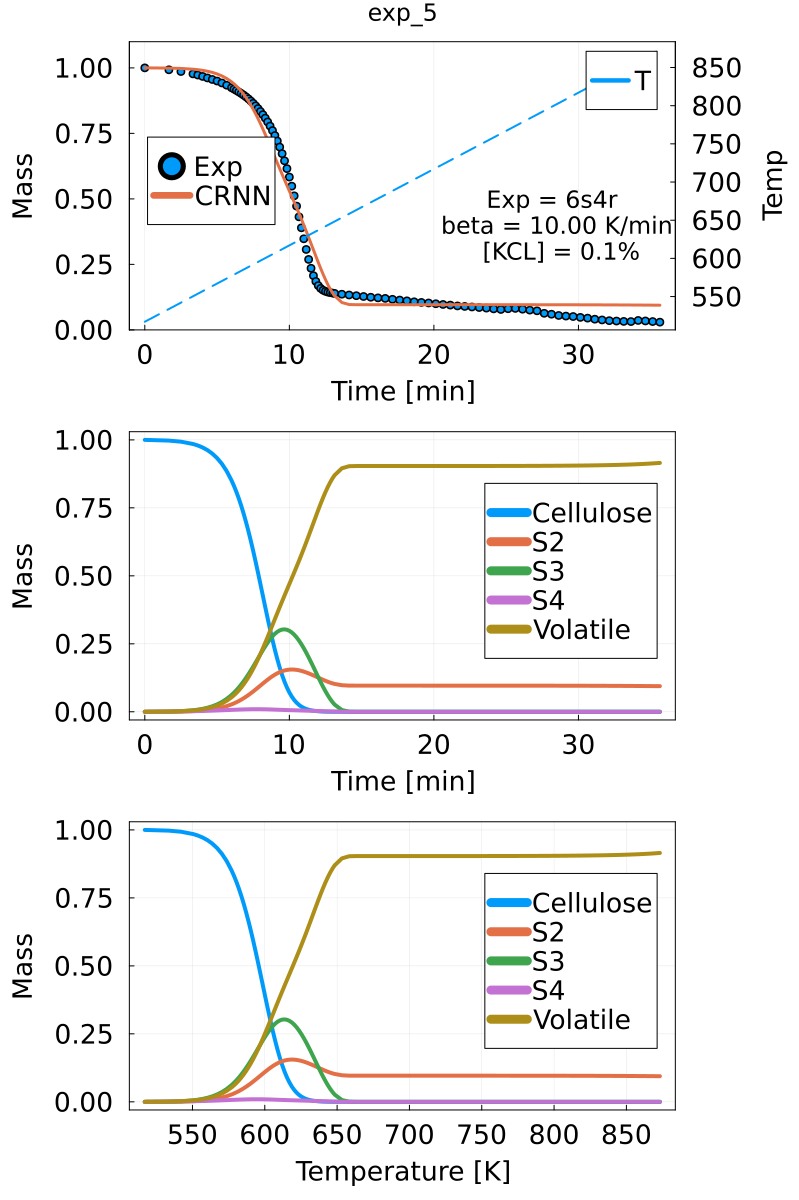 exp_5
1.00
0.75
0.50
0.25
0.00
Mass
850
800
750
700
650
600
550
Temp
T
Exp
CRNN
Exp = 6s4r
beta = 10.00 K/min
[KCL] = 0.1%
0 10 20 30
Time [min]
1.00
0.75
0.50
0.25
0.00
Mass
Cellulose
S2
S3
S4
Volatile
0 10 20 30
Time [min]
1.00
0.75
0.50
0.25
0.00
Mass
Cellulose
S2
S3
S4
Volatile
550 600 650 700 750 800 850
Temperature [K]